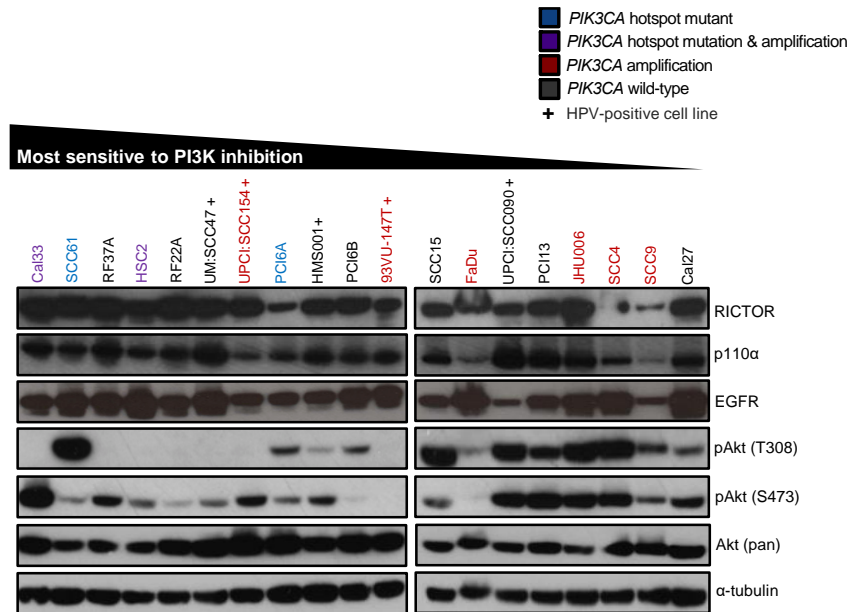 PIK3CA hotspot mutant
PIK3CA hotspot mutation & amplification
PIK3CA amplification
PIK3CA wild-type
+ HPV-positive cell line
Most sensitive to PI3K inhibition
Cal33
SCC61
RF37A
HSC2
RF22A
UM:SCC47 +
UPCI:SCC154 +
PCI6A
HMS001+
PCI6B
93VU-147T +
SCC15
FaDu
UPCI:SCC090 +
PCI13
JHU006
SCC4
SCC9
Cal27
RICTOR
p110α
EGFR
pAkt (T308)
pAkt (S473)
Akt (pan)
α-tubulin